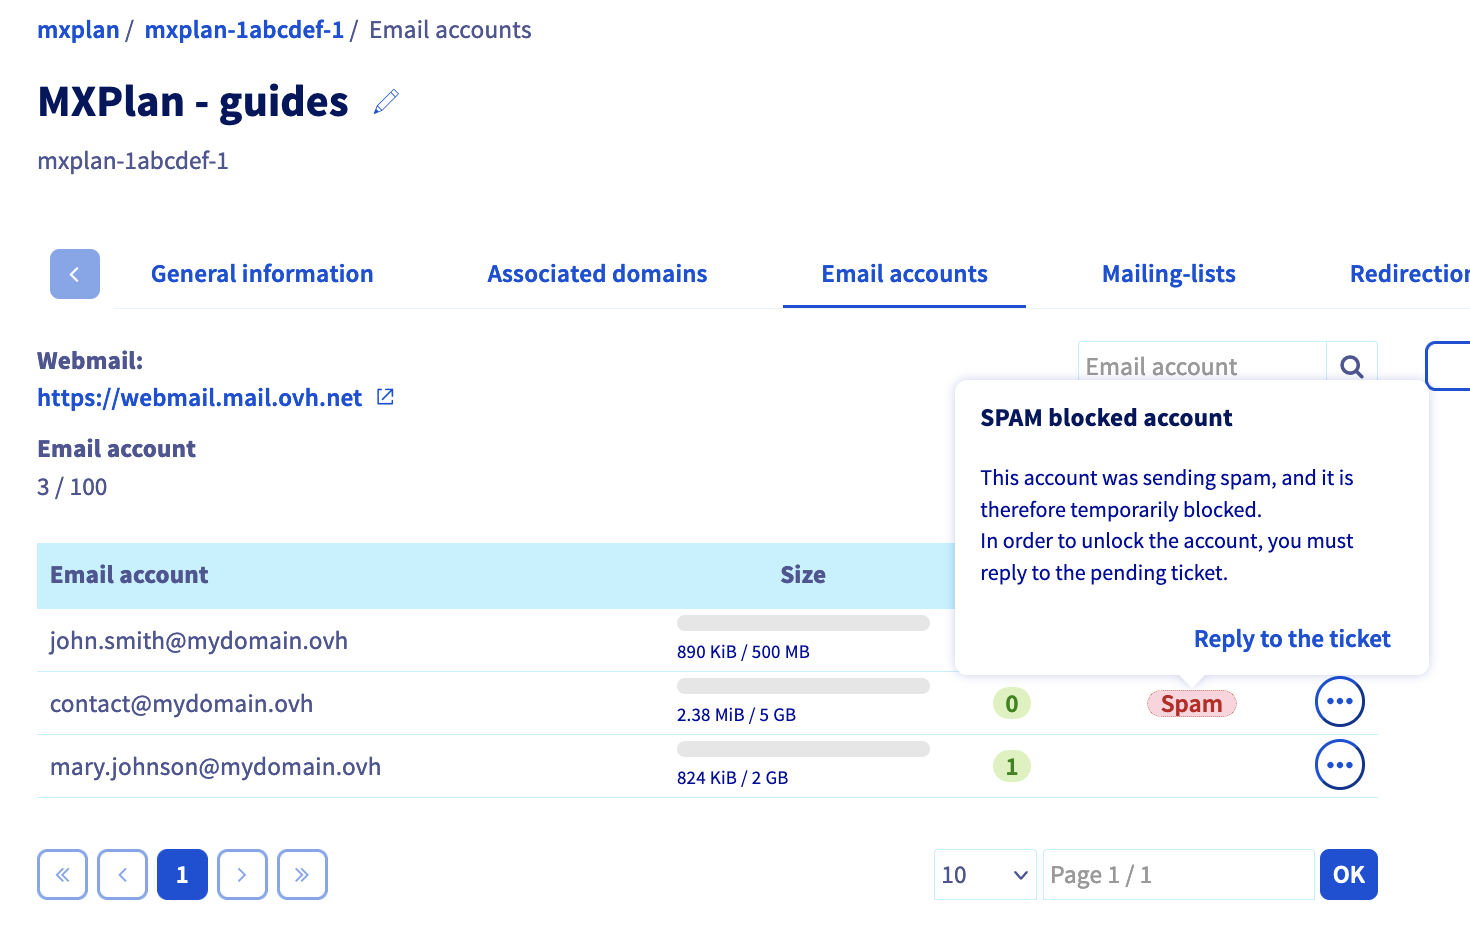 mxplan / mxplan-1abcdef-1 / Email accounts
MXPlan - guides
mxplan-1abcdef-1
General information Associated domains Email accounts Mailing-lists Redirection
Webmail:
https://webmail.mail.ovh.net
Email account
3 / 100
Email account
SPAM blocked account
This account was sending spam, and it is
therefore temporarily blocked.
In order to unlock the account, you must
reply to the pending ticket.
Reply to the ticket
Email account Size
john.smith@mydomain.ovh 890 KiB / 500 MB
contact@mydomain.ovh 2.38 MiB / 5 GB 0 Spam
mary.johnson@mydomain.ovh 824 KiB / 2 GB 1
« ‹ 1 › » 10 Page 1 / 1 OK